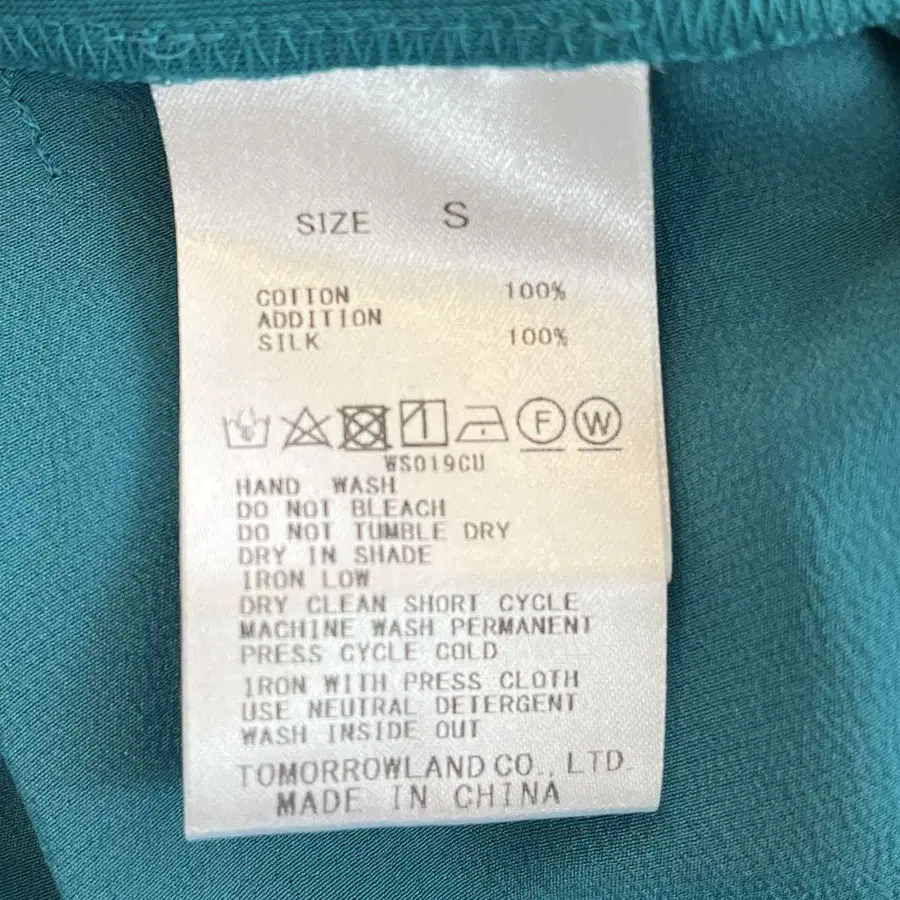 SIZE S
COTTON 100%
ADDITION
SILK 100%
F W
WS019CU
HAND WASH
DO NOT BLEACH
DO NOT TUMBLE DRY
DRY IN SHADE
IRON LOW
DRY CLEAN SHORT CYCLE
MACHINE WASH PERMANENT
PRESS CYCLE COLD
IRON WITH PRESS CLOTH
USE NEUTRAL DETERGENT
WASH INSIDE OUT
TOMORROWLAND CO., LTD.
MADE IN CHINA